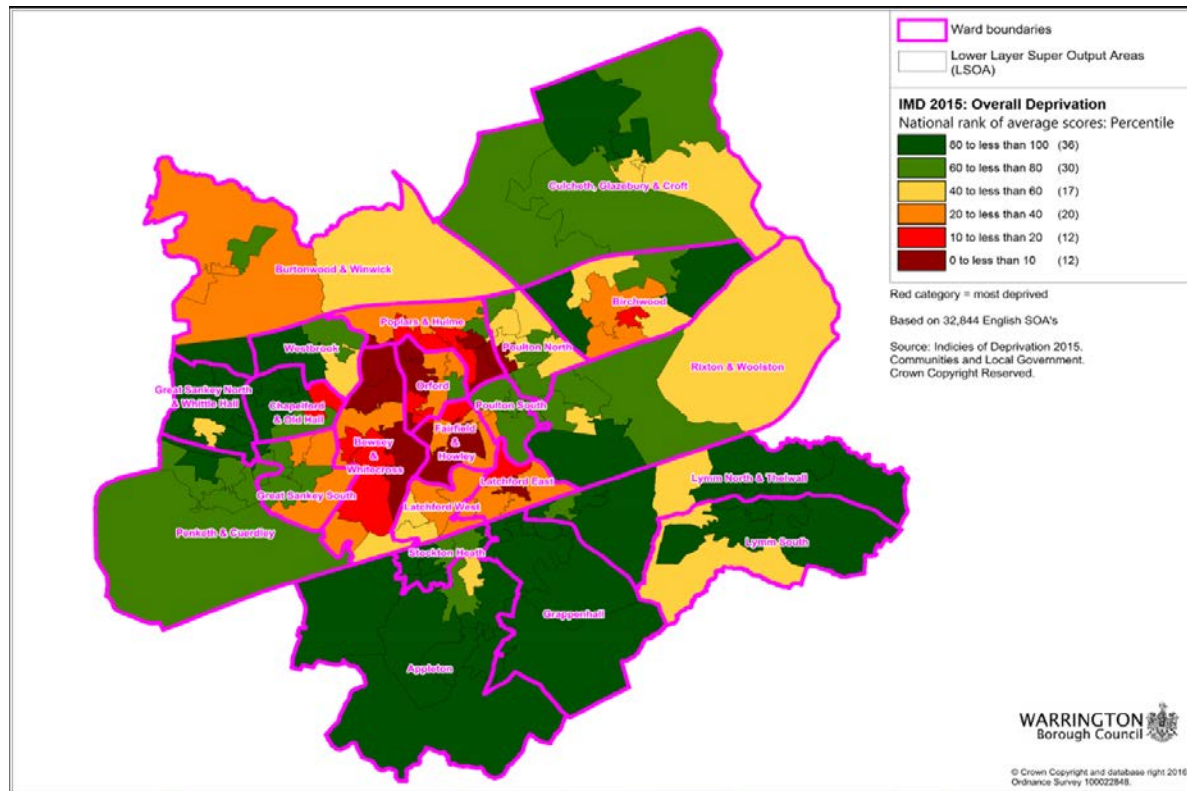 Ward boundaries
Lower Layer Super Output Areas
(LSOA)
IMD 2015: Overall Deprivation
National rank of average scores: Percentile
80 to less than 100 (36)
60 to less than 80 (30)
40 to less than 60 (17)
20 to less than 40 (20)
10 to less than 20 (12)
0 to less than 10 (12)
Red category = most deprived
Based on 32,844 English SOA's
Source: Indicies of Deprivation 2015.
Communities and Local Government.
Crown Copyright Reserved.
Culcheth, Glazebury & Croft
Burtonwood & Winwick
Birchwood
Poplars & Hulme
Westbrook
Poulton North
Rixton & Woolston
Great Sankey North
& Whittle Hall
Orford
Chapelford
& Old Hall
Poulton South
Fairfield
&
Howley
Bewsey
&
Whitecross
Latchford East
Lymm North & Thelwall
Great Sankey South
Latchford West
Penketh & Cuerdley
Lymm South
Stockton Heath
Grappenhall
Appleton
WARRINGTON
Borough Council
© Crown Copyright and database right 2016
Ordnance Survey 100022848.